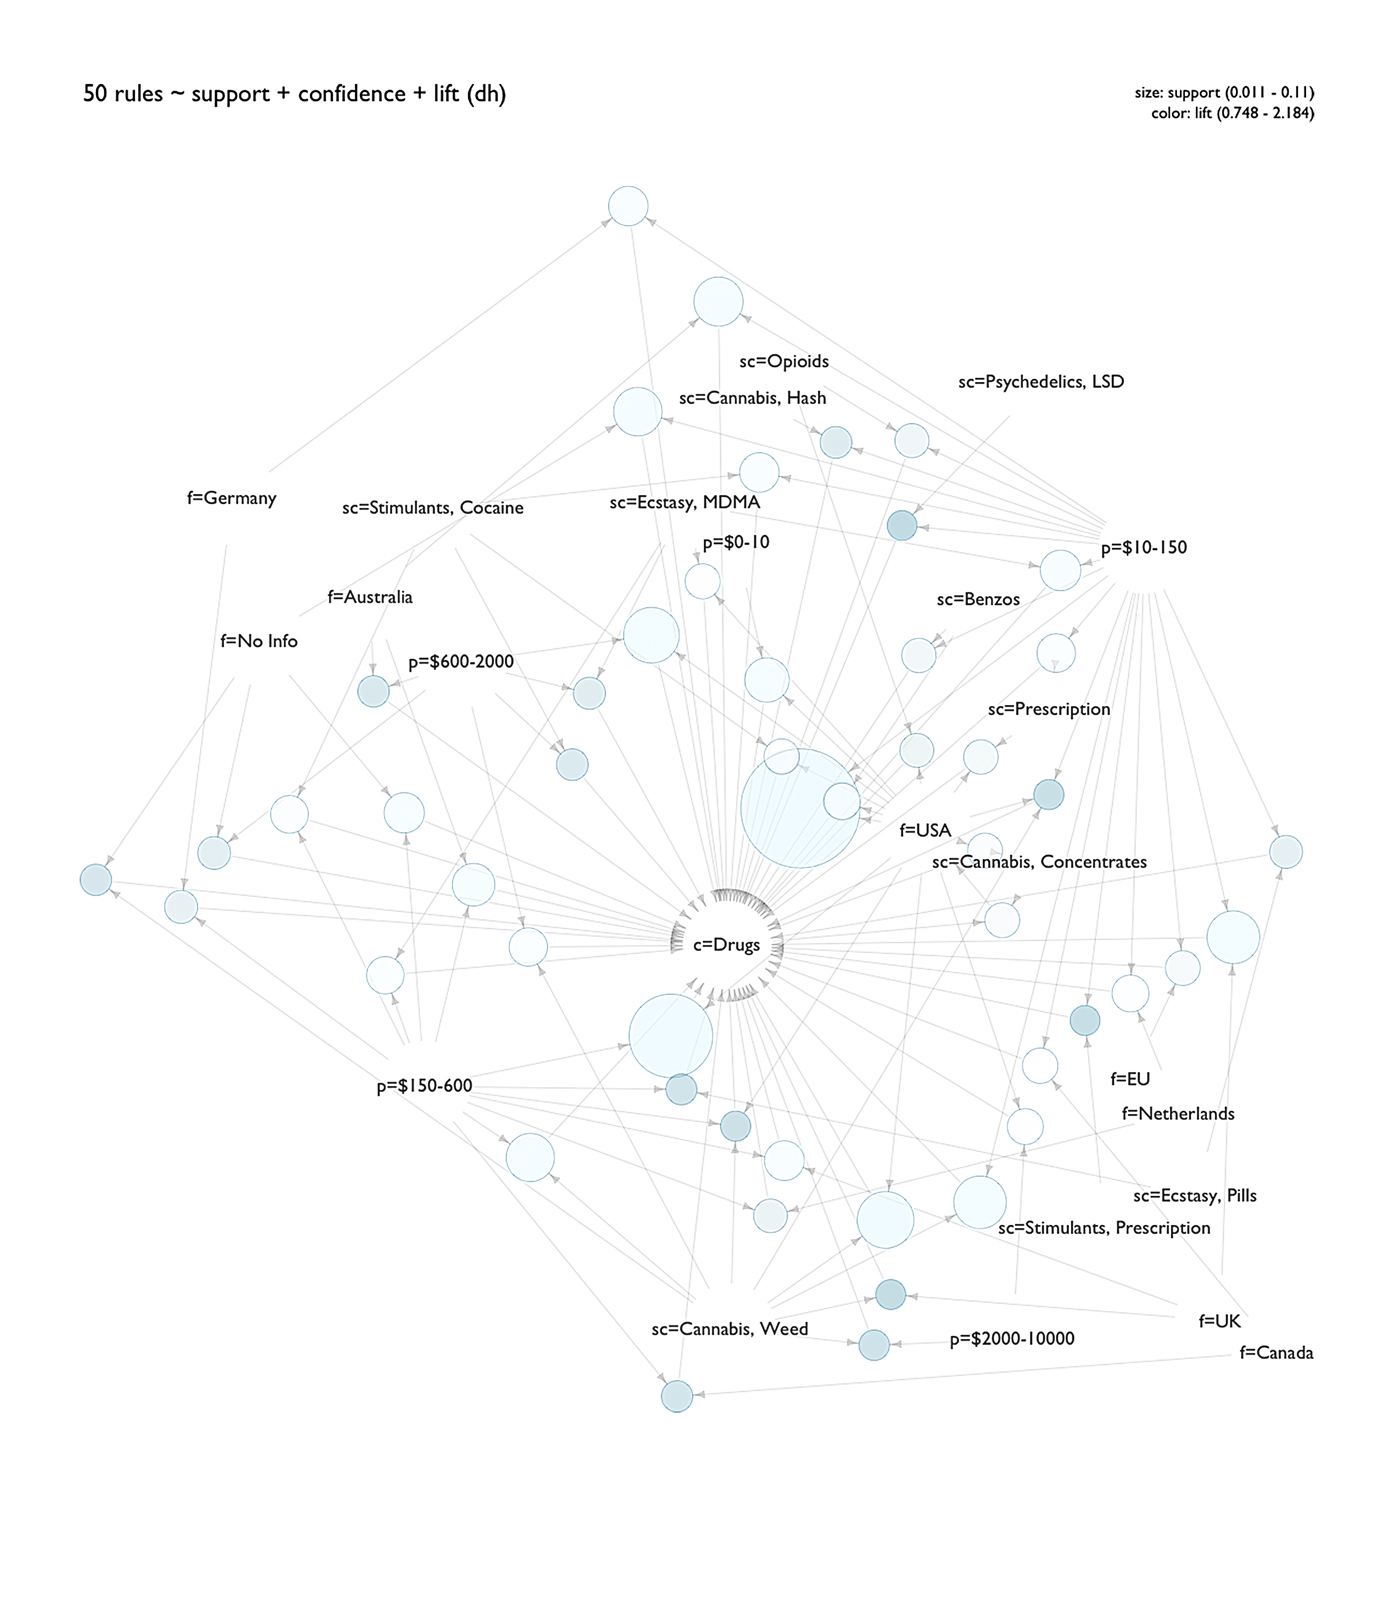 50 rules ~ support + confidence + lift (dh)
size: support (0.011 - 0.11)
color: lift (0.748 - 2.184)
sc=Opioids
sc=Psychedelics, LSD
sc=Cannabis, Hash
f=Germany
sc=Stimulants, Cocaine
sc=Ecstasy, MDMA
p=$0-10
p=$10-150
f=Australia
sc=Benzos
f=No Info
p=$600-2000
sc=Prescription
f=USA
sc=Cannabis, Concentrates
c=Drugs
p=$150-600
f=EU
f=Netherlands
sc=Ecstasy, Pills
sc=Stimulants, Prescription
f=UK
sc=Cannabis, Weed
p=$2000-10000
f=Canada